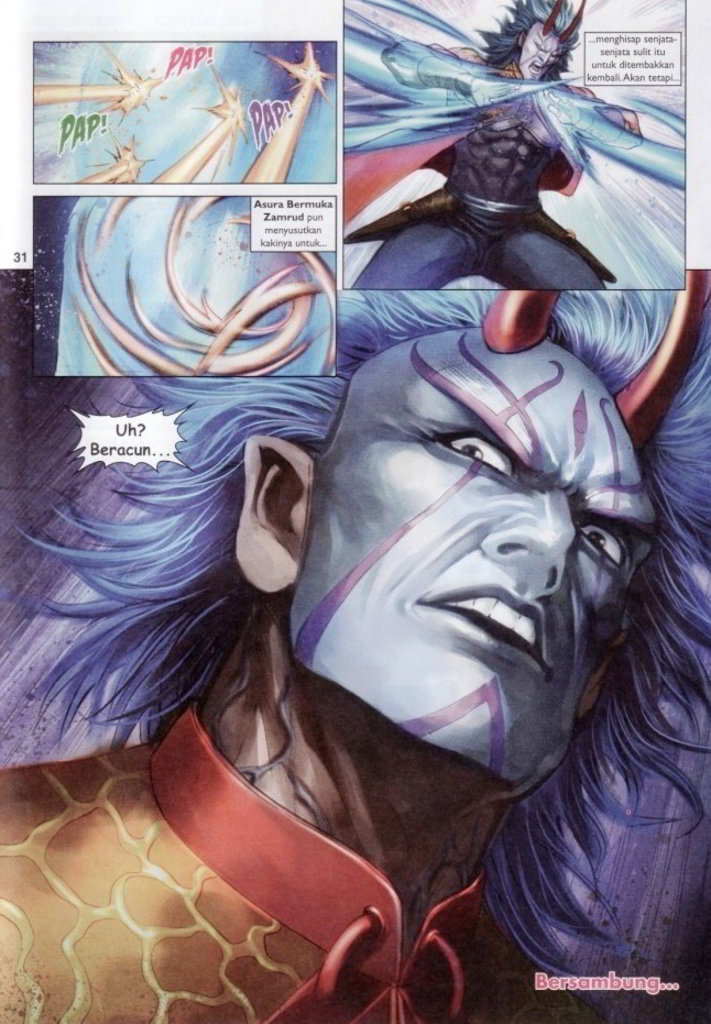 PAP!
PAP!
PAP!
Asura Bermuka
Zamrud pun
menyusutkan
kakinya untuk...
...menghisap senjata-
senjata sulit itu
untuk ditembakkan
kembali. Akan tetapi...
31
Uh?
Beracun...
Bersambung...